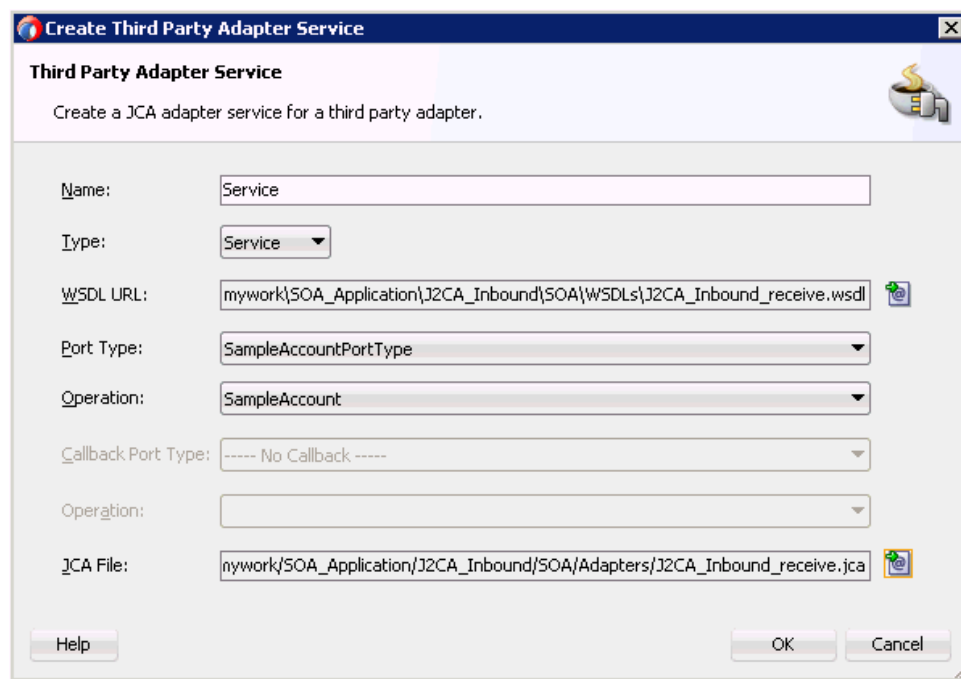 Create Third Party Adapter Service
Third Party Adapter Service
Create a JCA adapter service for a third party adapter.
Name: Service
Type: Service
WSDL URL: mywork\SOA_Application\J2CA_Inbound\SOA\WSDLs\J2CA_Inbound_receive.wsdl
Port Type: SampleAccountPortType
Operation: SampleAccount
Callback Port Type: ----- No Callback -----
Operation:
JCA File: nywork/SOA_Application/J2CA_Inbound/SOA/Adapters/J2CA_Inbound_receive.jca
Help OK Cancel